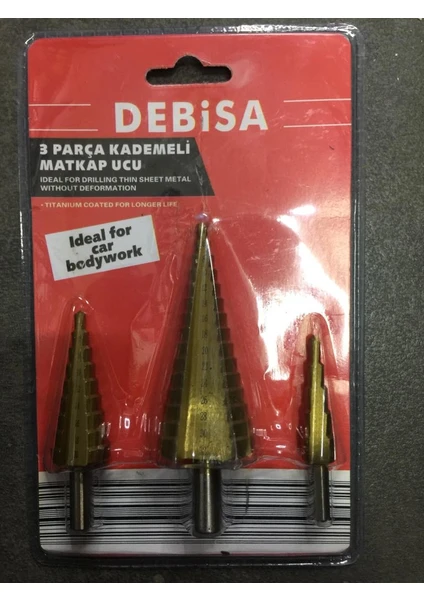 DEBiSA
3 PARÇA KADEMELİ
MATKAP UCU
IDEAL FOR DRILLING THIN SHEET METAL
WITHOUT DEFORMATION
• TITANIUM COATED FOR LONGER LIFE
Ideal for
car
bodywork